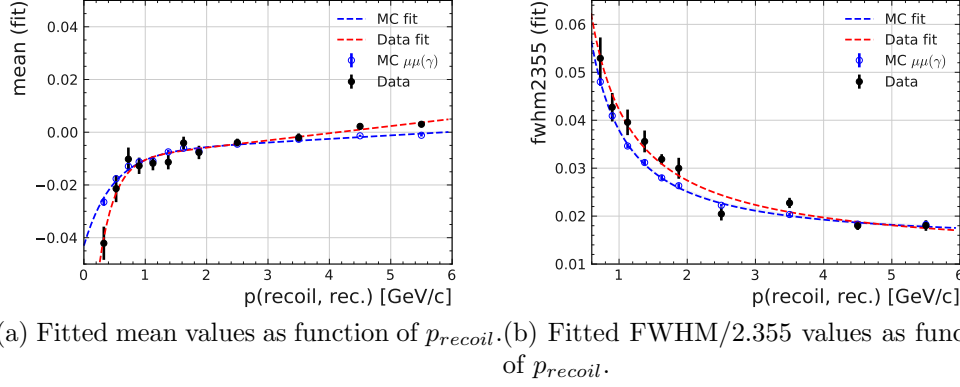 0.04
0.02
0.00
−0.02
−0.04
mean (fit)
MC fit
Data fit
MC μμ(γ)
Data
0 1 2 3 4 5 6
p(recoil, rec.) [GeV/c]
0.06
0.05
0.04
0.03
0.02
0.01
fwhm2355 (fit)
MC fit
Data fit
MC μμ(γ)
Data
1 2 3 4 5 6
p(recoil, rec.) [GeV/c]
a) Fitted mean values as function of p_recoil.
(b) Fitted FWHM/2.355 values as func
of p_recoil.